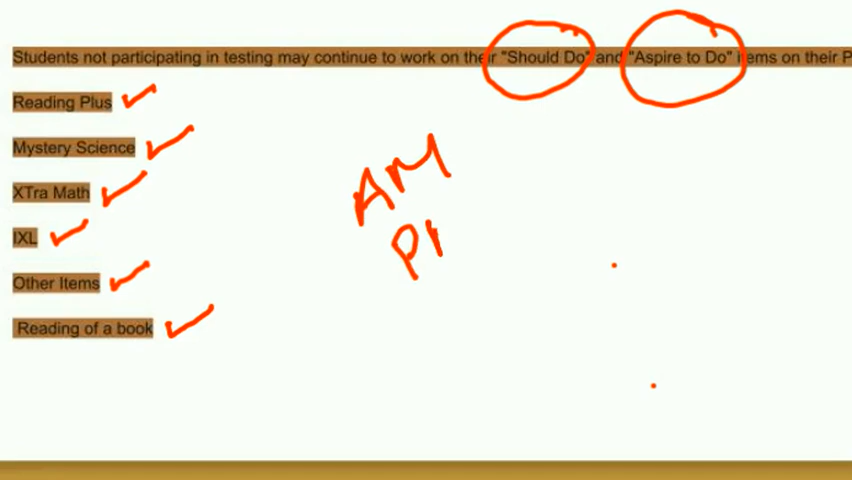 Students not participating in testing may continue to work on their "Should Do" and "Aspire to Do" items on their P
Reading Plus
Mystery Science
XTra Math
IXL
Other Items
Reading of a book
AM